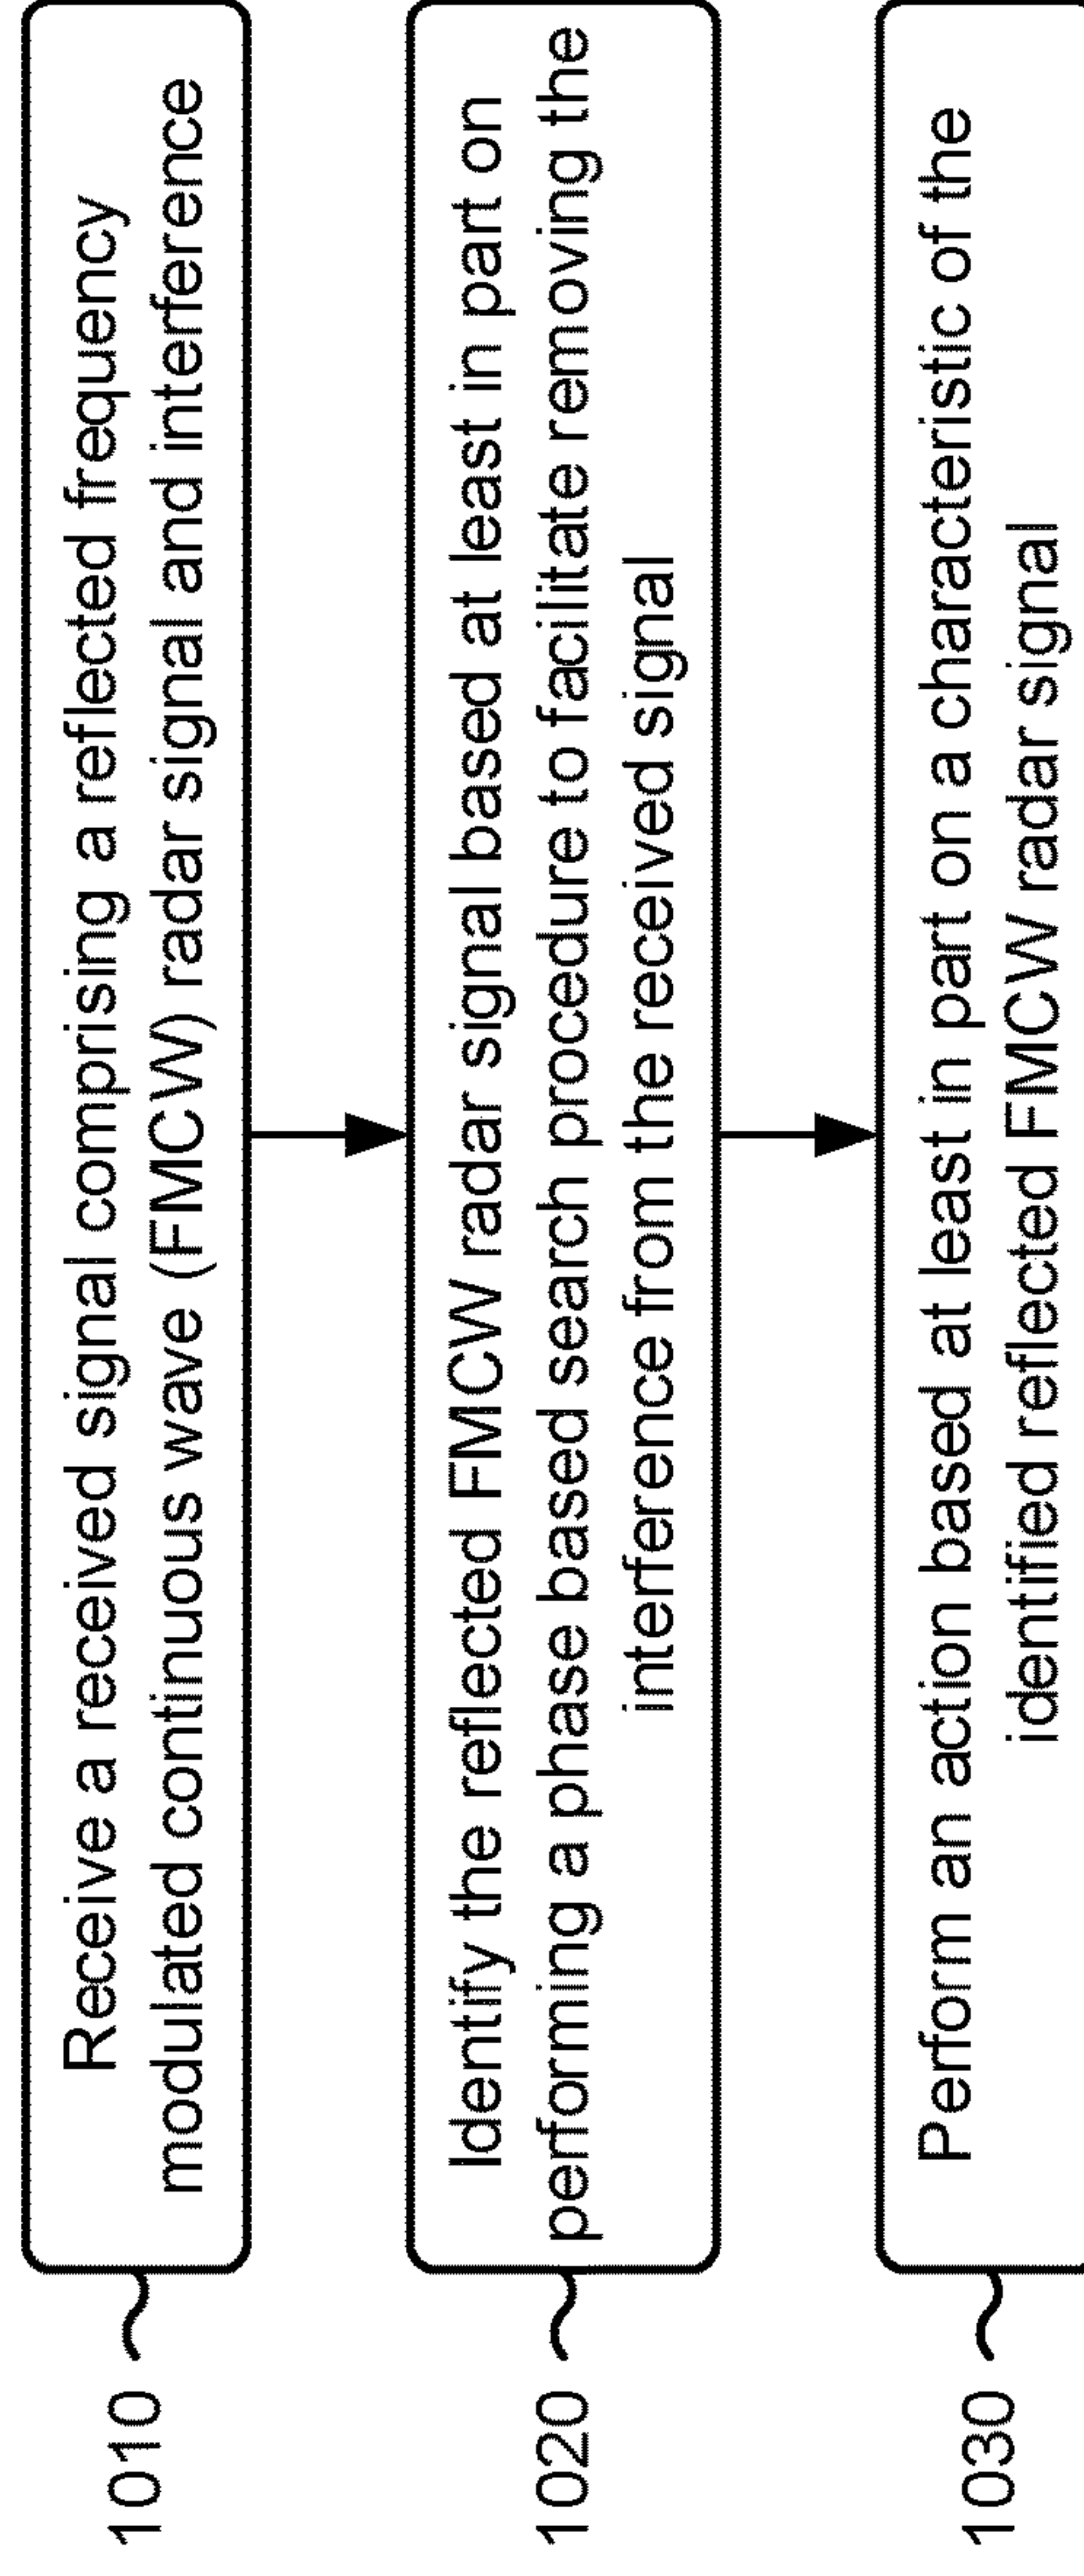 1010
Receive a received signal comprising a reflected frequency
modulated continuous wave (FMCW) radar signal and interference
1020
Identify the reflected FMCW radar signal based at least in part on
performing a phase based search procedure to facilitate removing the
interference from the received signal
1030
Perform an action based at least in part on a characteristic of the
identified reflected FMCW radar signal